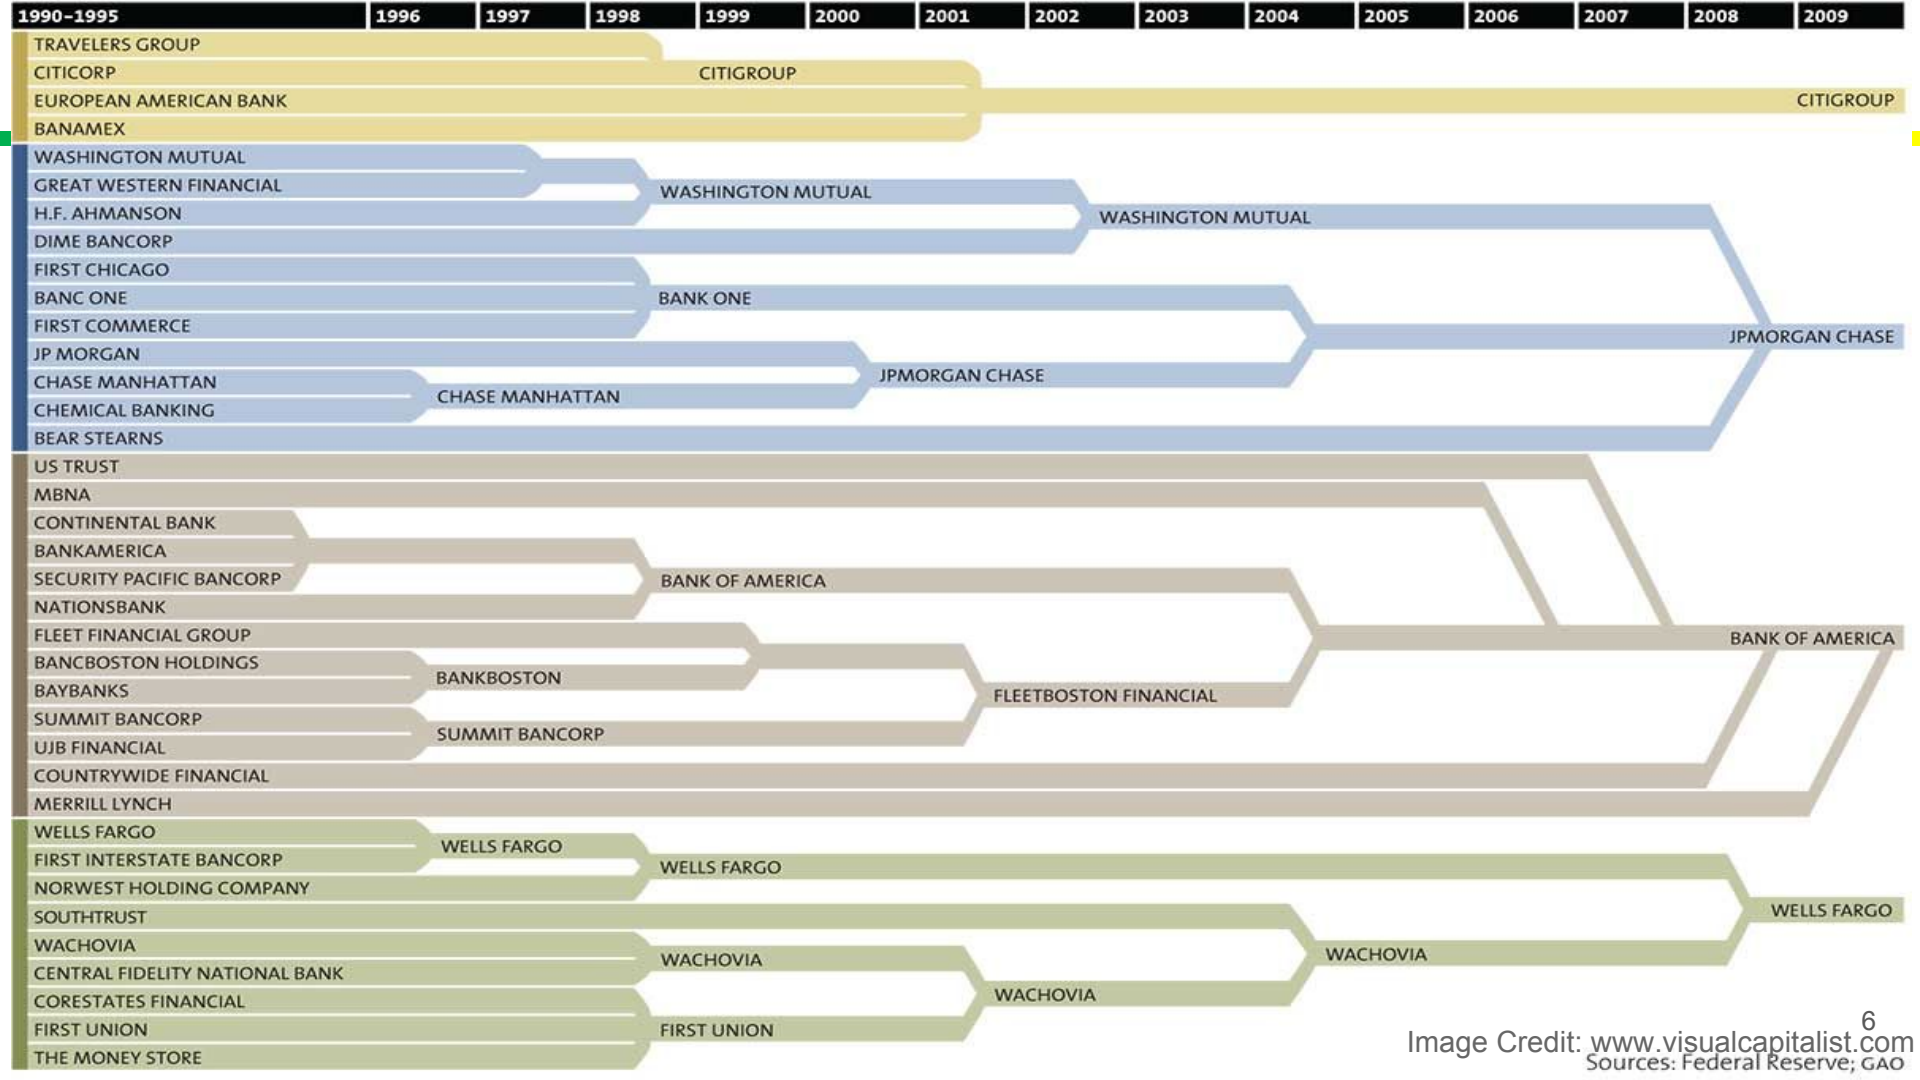 1990–1995 1996 1997 1998 1999 2000 2001 2002 2003 2004 2005 2006 2007 2008 2009
TRAVELERS GROUP
CITICORP CITIGROUP
EUROPEAN AMERICAN BANK CITIGROUP
BANAMEX
WASHINGTON MUTUAL
GREAT WESTERN FINANCIAL
WASHINGTON MUTUAL
H.F. AHMANSON
WASHINGTON MUTUAL
DIME BANCORP
FIRST CHICAGO
BANC ONE BANK ONE
FIRST COMMERCE
JPMORGAN CHASE
JP MORGAN
JPMORGAN CHASE
CHASE MANHATTAN
CHASE MANHATTAN
CHEMICAL BANKING
BEAR STEARNS
US TRUST
MBNA
CONTINENTAL BANK
BANKAMERICA
SECURITY PACIFIC BANCORP BANK OF AMERICA
NATIONSBANK
FLEET FINANCIAL GROUP BANK OF AMERICA
BANCBOSTON HOLDINGS
BANKBOSTON
BAYBANKS FLEETBOSTON FINANCIAL
SUMMIT BANCORP
SUMMIT BANCORP
UJB FINANCIAL
COUNTRYWIDE FINANCIAL
MERRILL LYNCH
WELLS FARGO
WELLS FARGO
FIRST INTERSTATE BANCORP
WELLS FARGO
NORWEST HOLDING COMPANY
WELLS FARGO
SOUTHTRUST
WACHOVIA
WACHOVIA
WACHOVIA
CENTRAL FIDELITY NATIONAL BANK
WACHOVIA
CORESTATES FINANCIAL
FIRST UNION FIRST UNION
THE MONEY STORE
6
Image Credit: www.visualcapitalist.com
Sources: Federal Reserve; GAO